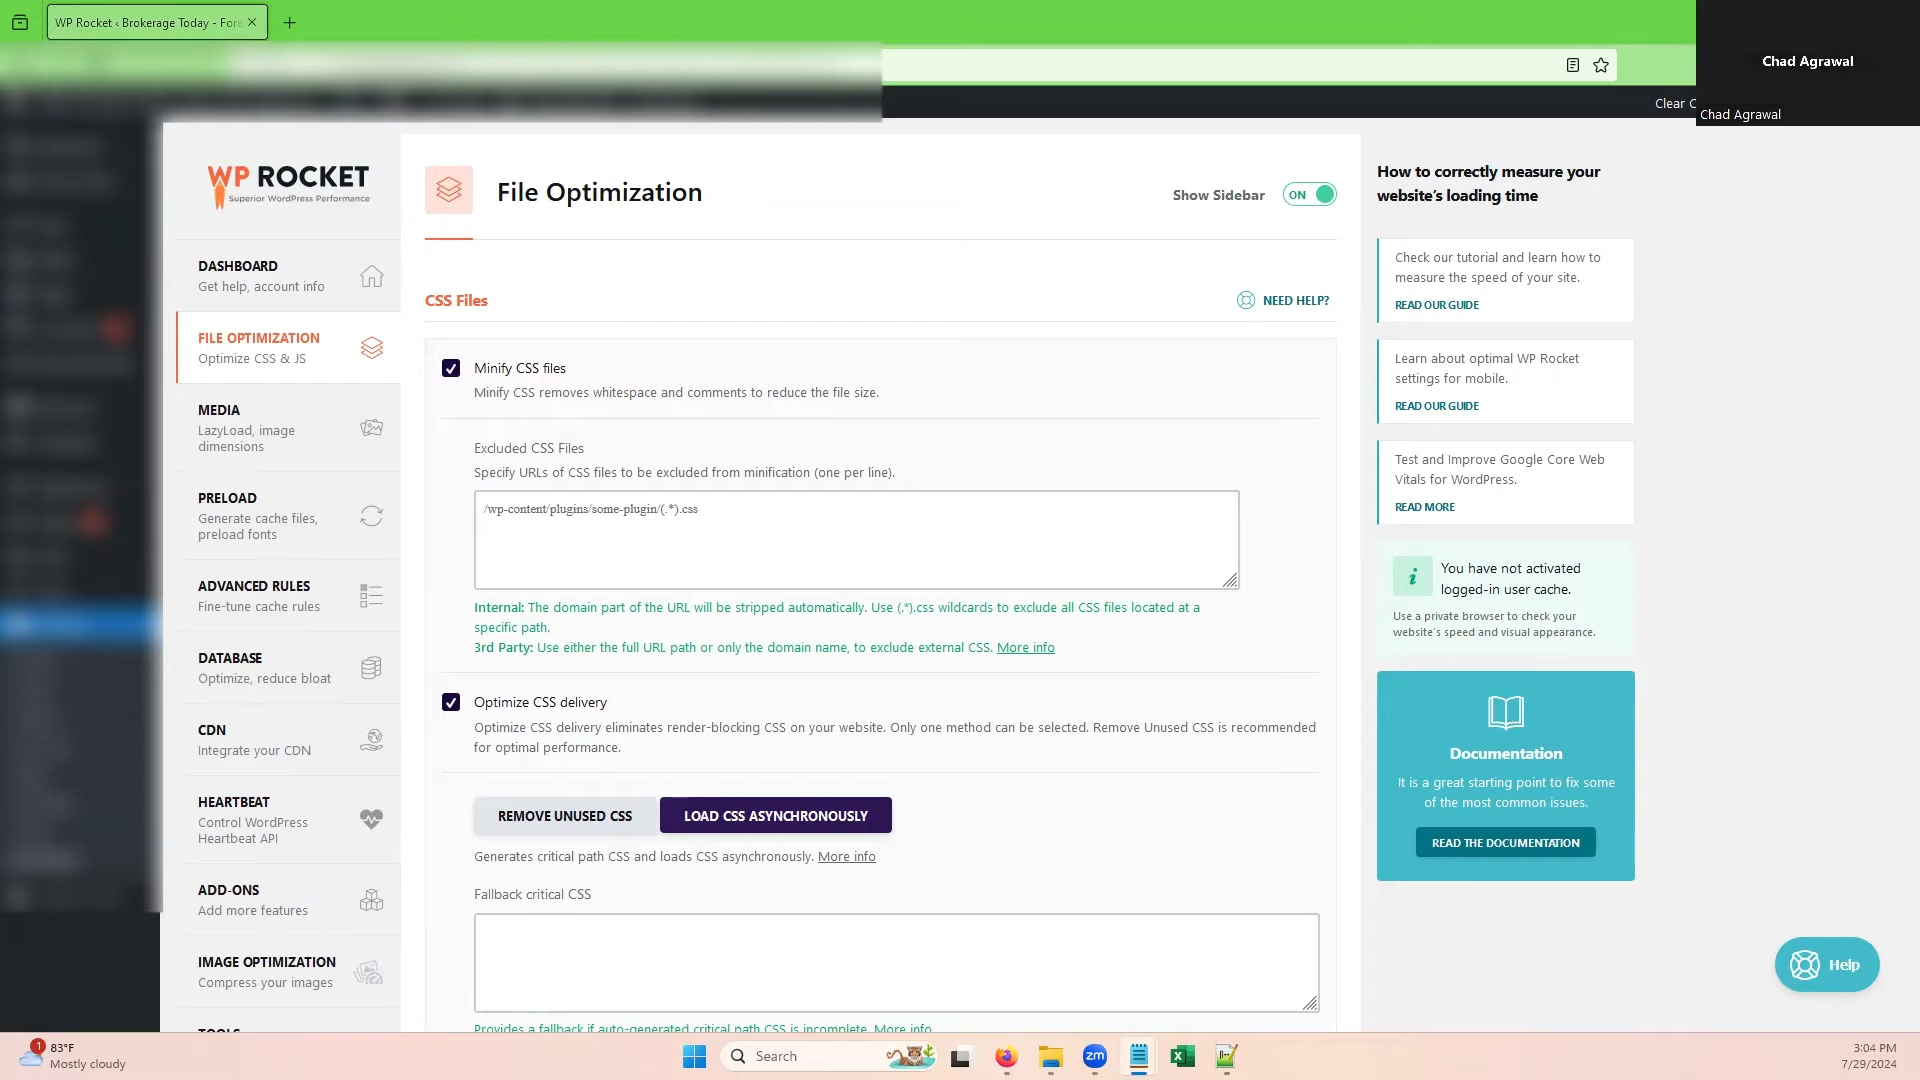 WP Rocket ‹ Brokerage Today - Fore
Chad Agrawal
Clear C
Chad Agrawal
WP ROCKET
Superior WordPress Performance
DASHBOARD
Get help, account info
FILE OPTIMIZATION
Optimize CSS & JS
MEDIA
LazyLoad, image
dimensions
PRELOAD
Generate cache files,
preload fonts
ADVANCED RULES
Fine-tune cache rules
DATABASE
Optimize, reduce bloat
CDN
Integrate your CDN
HEARTBEAT
Control WordPress
Heartbeat API
ADD-ONS
Add more features
IMAGE OPTIMIZATION
Compress your images
TOOLS
File Optimization
Show Sidebar
ON
CSS Files
NEED HELP?
Minify CSS files
Minify CSS removes whitespace and comments to reduce the file size.
Excluded CSS Files
Specify URLs of CSS files to be excluded from minification (one per line).
/wp-content/plugins/some-plugin/(.*).css
Internal: The domain part of the URL will be stripped automatically. Use (.*).css wildcards to exclude all CSS files located at a
specific path.
3rd Party: Use either the full URL path or only the domain name, to exclude external CSS. More info
Optimize CSS delivery
Optimize CSS delivery eliminates render-blocking CSS on your website. Only one method can be selected. Remove Unused CSS is recommended
for optimal performance.
REMOVE UNUSED CSS
LOAD CSS ASYNCHRONOUSLY
Generates critical path CSS and loads CSS asynchronously. More info
Fallback critical CSS
Provides a fallback if auto-generated critical path CSS is incomplete. More info
How to correctly measure your
website's loading time
Check our tutorial and learn how to
measure the speed of your site.
READ OUR GUIDE
Learn about optimal WP Rocket
settings for mobile.
READ OUR GUIDE
Test and Improve Google Core Web
Vitals for WordPress.
READ MORE
i
You have not activated
logged-in user cache.
Use a private browser to check your
website's speed and visual appearance.
Documentation
It is a great starting point to fix some
of the most common issues.
READ THE DOCUMENTATION
Help
1
83°F
Mostly cloudy
Search
zm
3:04 PM
7/29/2024